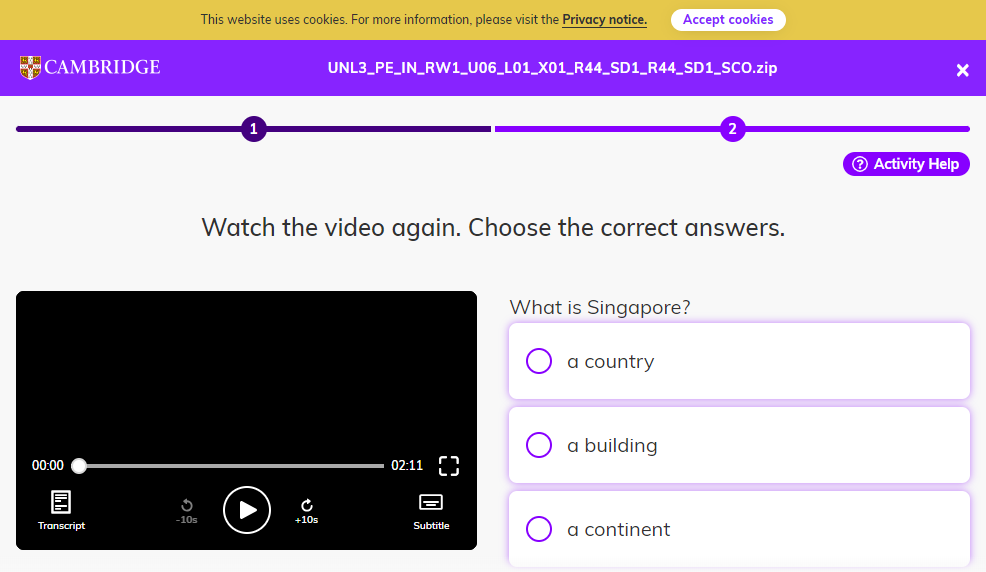 This website uses cookies. For more information, please visit the Privacy notice.
Accept cookies
CAMBRIDGE
UNL3_PE_IN_RW1_U06_L01_X01_R44_SD1_R44_SD1_SCO.zip
1
2
Activity Help
Watch the video again. Choose the correct answers.
What is Singapore?
a country
a building
a continent
00:00
02:11
Transcript
-10s
+10s
Subtitle